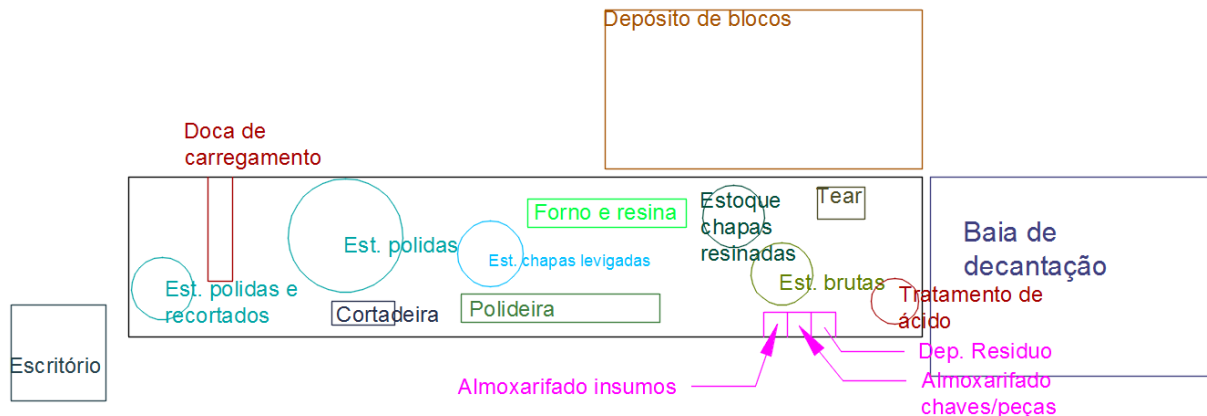 Depósito de blocos
Doca de
carregamento
Tear
Estoque
chapas
resinadas
Forno e resina
Est. polidas
Est. chapas levigadas
Est. polidas e
recortados
Est. brutas
Cortadeira
Polideira
Tratamento de
ácido
Baia de
decantação
Escritório
Almoxarifado insumos
Dep. Residuo
Almoxarifado
chaves/peças